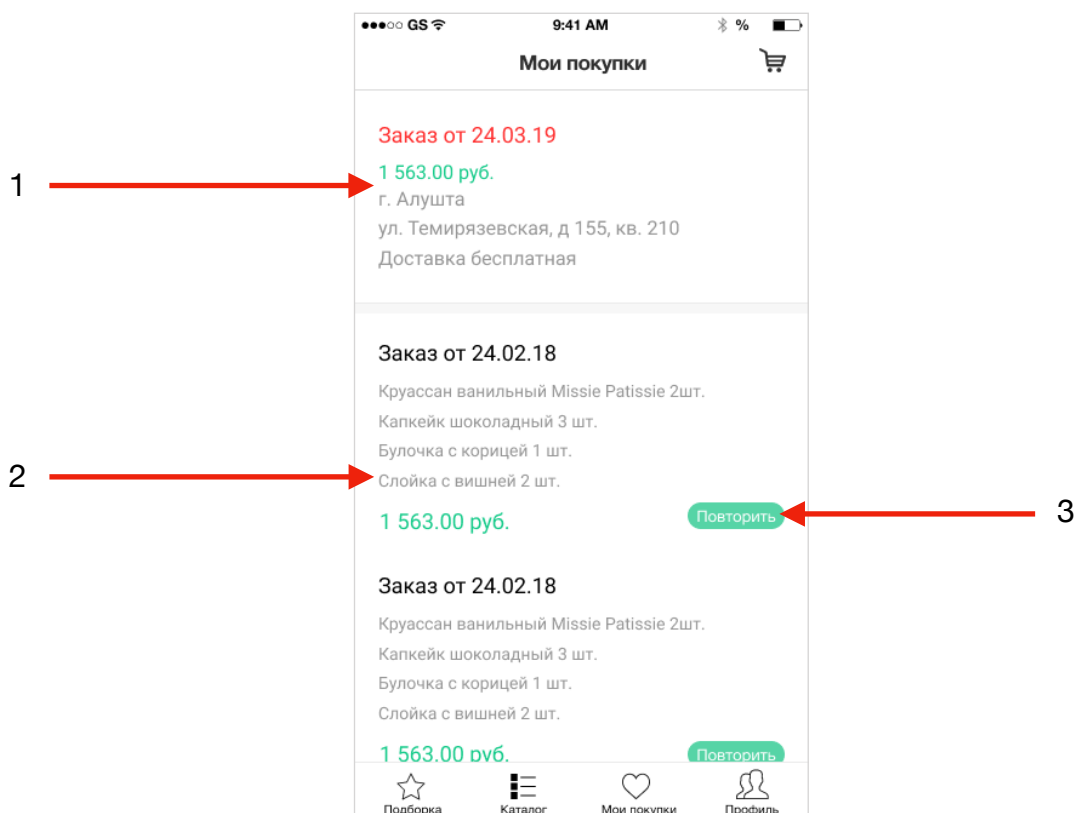 GS 9:41 AM %
Мои покупки
Заказ от 24.03.19
1
1 563.00 руб.
г. Алушта
ул. Темирязевская, д 155, кв. 210
Доставка бесплатная
Заказ от 24.02.18
Круассан ванильный Missie Patissie 2шт.
Капкейк шоколадный 3 шт.
Булочка с корицей 1 шт.
2
Слойка с вишней 2 шт.
1 563.00 руб.
Повторить
3
Заказ от 24.02.18
Круассан ванильный Missie Patissie 2шт.
Капкейк шоколадный 3 шт.
Булочка с корицей 1 шт.
Слойка с вишней 2 шт.
1 563.00 руб.
Повторить
Подборка Каталог Мои покупки Профиль